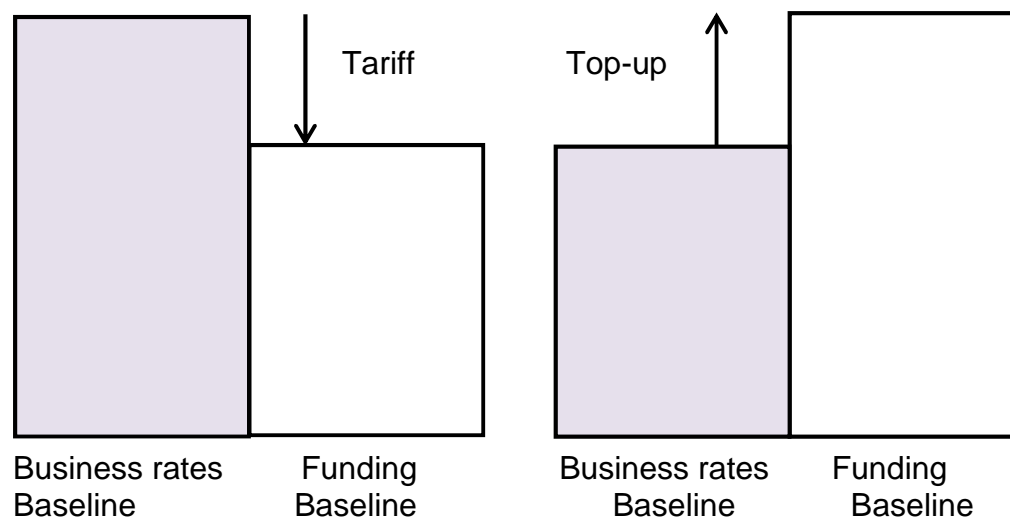 Tariff
Top-up
Business rates
Baseline
Funding
Baseline
Business rates
Baseline
Funding
Baseline